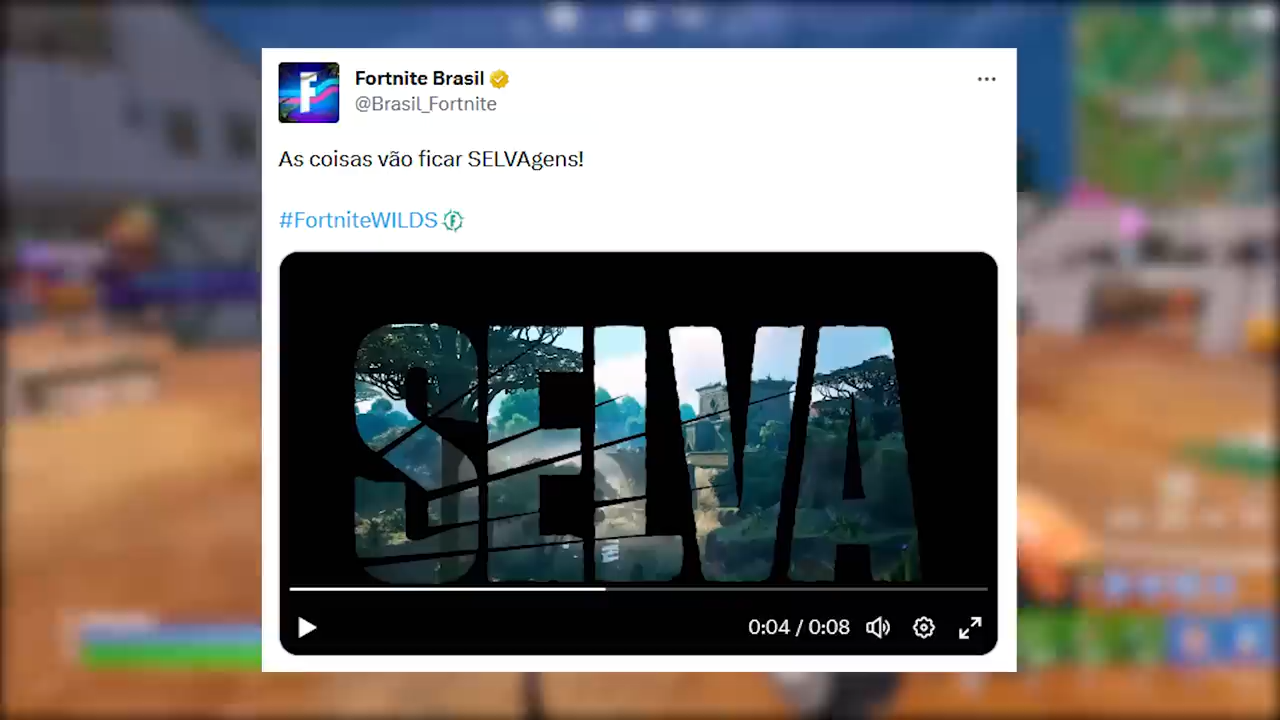 Fortnite Brasil
@Brasil_Fortnite
As coisas vão ficar SELVAgens!
#FortniteWILDS
SELVA
0:04 / 0:08